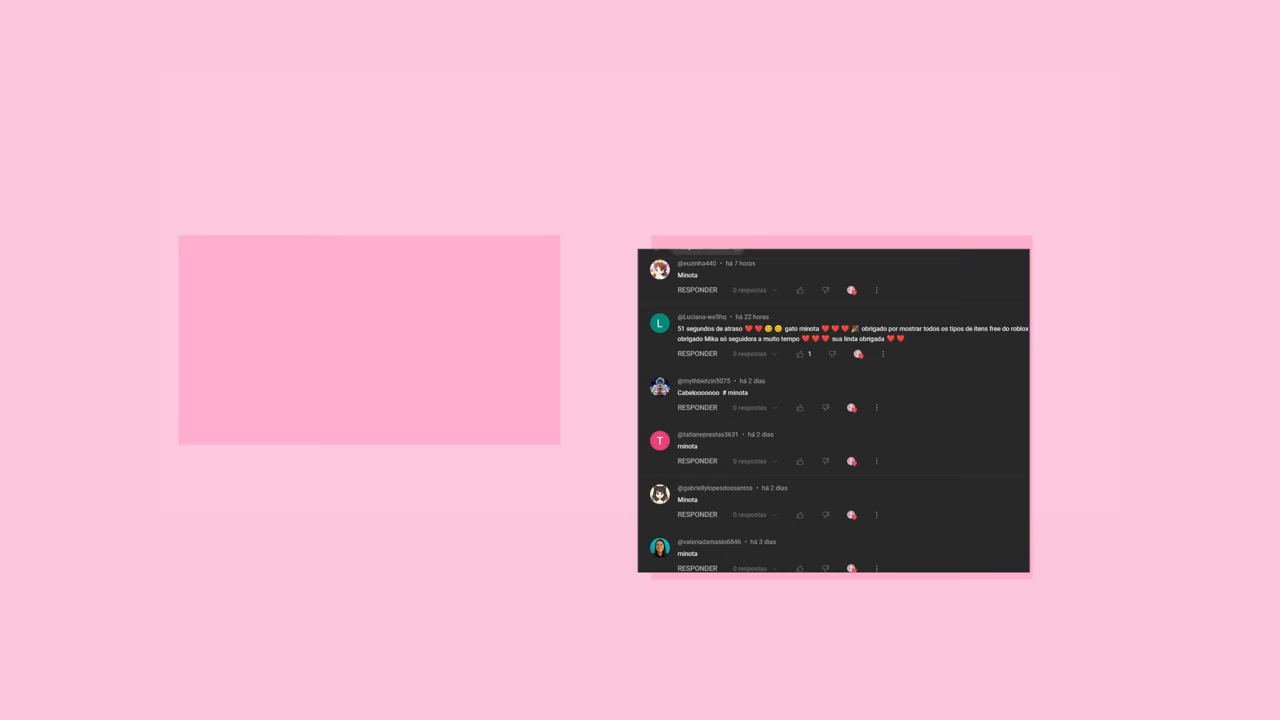 @euzinha440 • há 7 horas
Minota
RESPONDER 0 respostas
@Luciana-we5hq • há 22 horas
51 segundos de atraso ❤️ ❤️ 😊 😊 gato minota ❤️ ❤️ ❤️ 🎉 obrigado por mostrar todos os tipos de itens free do roblox
obrigado Mika só seguidora a muito tempo ❤️ ❤️ ❤️ sua linda obrigada ❤️ ❤️
RESPONDER 0 respostas 1
@mythbielzin5075 • há 2 dias
Cabelooooooo # minota
RESPONDER 0 respostas
@tatianeprestas3631 • há 2 dias
minota
RESPONDER 0 respostas
@gabriellylopesdossantos • há 2 dias
Minota
RESPONDER 0 respostas
@valeriadamasio6846 • há 3 dias
minota
RESPONDER 0 respostas
L
T